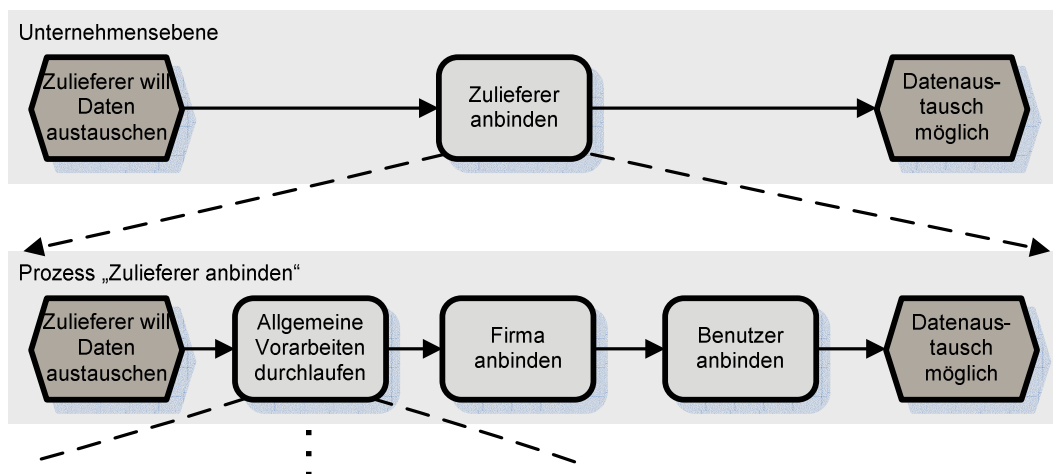 Unternehmensebene
Zulieferer will
Daten
austauschen
Zulieferer
anbinden
Datenaus-
tausch
möglich
Prozess „Zulieferer anbinden“
Zulieferer will
Daten
austauschen
Allgemeine
Vorarbeiten
durchlaufen
Firma
anbinden
Benutzer
anbinden
Datenaus-
tausch
möglich